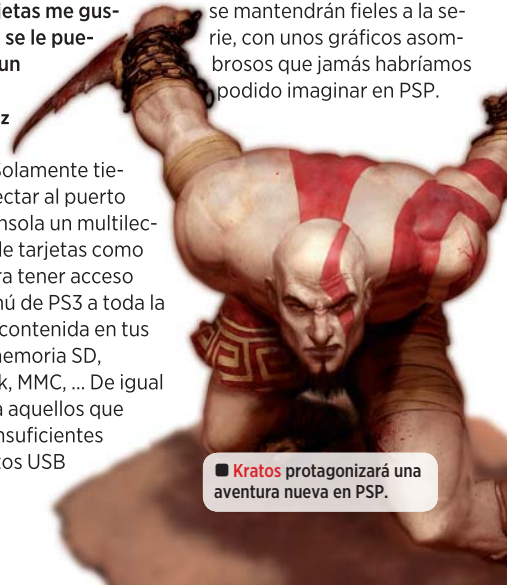 jetas me gus-
se le pue-
un
z
Solamente tie-
ectar al puerto
nsola un multilec-
de tarjetas como
ra tener acceso
nú de PS3 a toda la
contenida en tus
nemoria SD,
k, MMC, ... De igual
a aquellos que
nsuficientes
tos USB
se mantendrán fieles a la se-
rie, con unos gráficos asom-
brosos que jamás habríamos
podido imaginar en PSP.
Kratos protagonizará una
aventura nueva en PSP.